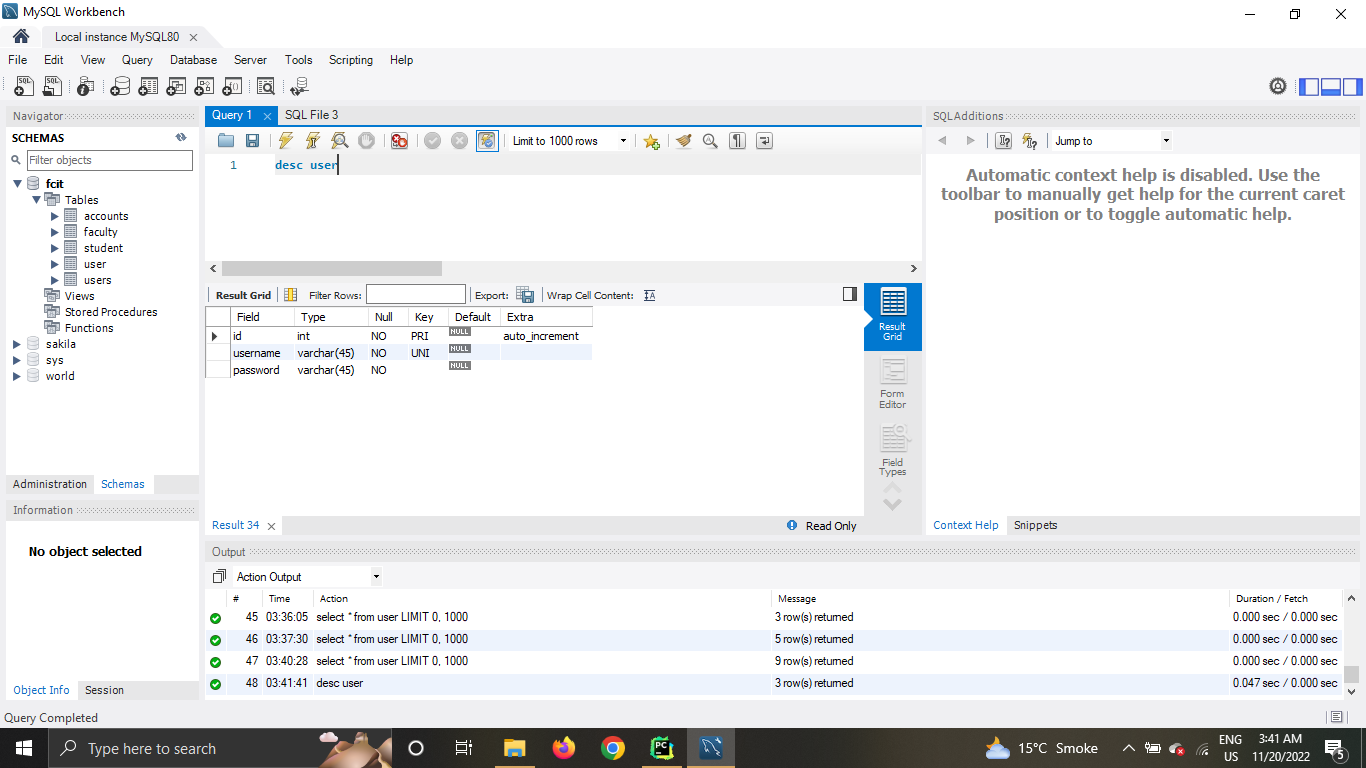 MySQL Workbench
Local instance MySQL80
File Edit View Query Database Server Tools Scripting Help
Navigator
SCHEMAS
Filter objects
fcit
Tables
accounts
faculty
student
user
users
Views
Stored Procedures
Functions
sakila
sys
world
Administration Schemas
Information
No object selected
Object Info Session
Query 1 SQL File 3
Limit to 1000 rows
1 desc user
Result Grid Filter Rows: Export: Wrap Cell Content: IA
Field Type Null Key Default Extra
id int NO PRI NULL auto_increment
username varchar(45) NO UNI NULL
password varchar(45) NO NULL
Result Grid
Form Editor
Field Types
Result 34 Read Only
SQLAdditions
Jump to
Automatic context help is disabled. Use the
toolbar to manually get help for the current caret
position or to toggle automatic help.
Context Help Snippets
Output
Action Output
# Time Action Message Duration / Fetch
45 03:36:05 select * from user LIMIT 0, 1000 3 row(s) returned 0.000 sec / 0.000 sec
46 03:37:30 select * from user LIMIT 0, 1000 5 row(s) returned 0.000 sec / 0.000 sec
47 03:40:28 select * from user LIMIT 0, 1000 9 row(s) returned 0.000 sec / 0.000 sec
48 03:41:41 desc user 3 row(s) returned 0.047 sec / 0.000 sec
Query Completed
Type here to search
PC
15°C Smoke
ENG
US
3:41 AM
11/20/2022
5